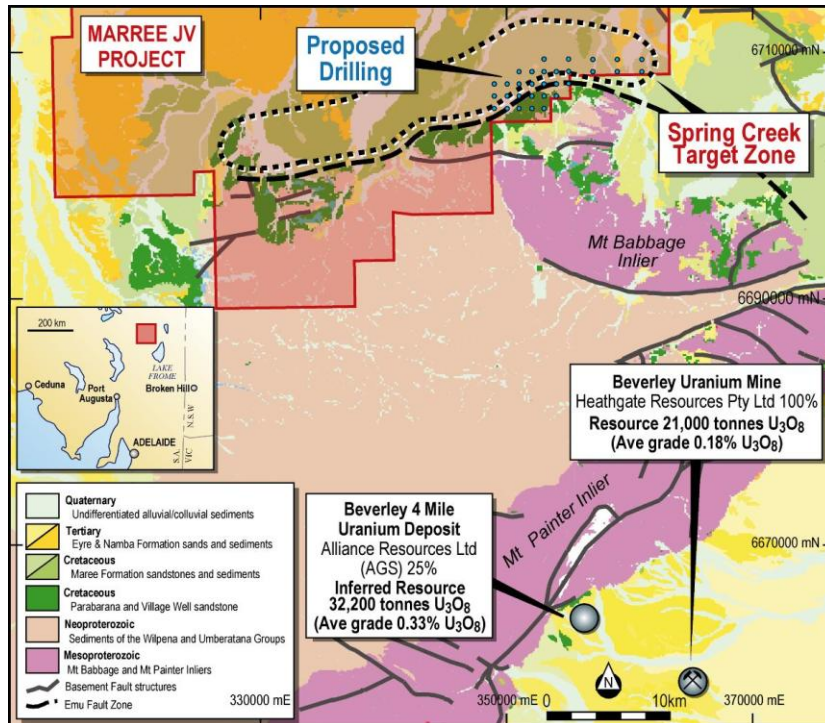 MARREE JV
PROJECT
Proposed
Drilling
6710000 mN
Spring Creek
Target Zone
Mt Babbage
Inlier
6690000 mN
200 km
LAKE
FROME
Ceduna
Port
Augusta
Broken Hill
ADELAIDE
S.A.
N.S.W
VIC
Beverley Uranium Mine
Heathgate Resources Pty Ltd 100%
Resource 21,000 tonnes U₃O₈
(Ave grade 0.18% U₃O₈)
Quaternary
Undifferentiated alluvial/colluvial sediments
Tertiary
Eyre & Namba Formation sands and sediments
Cretaceous
Maree Formation sandstones and sediments
Cretaceous
Parabarana and Village Well sandstone
Neoproterozoic
Sediments of the Wilpena and Umberatana Groups
Mesoproterozoic
Mt Babbage and Mt Painter Inliers
Basement Fault structures
Emu Fault Zone
Beverley 4 Mile
Uranium Deposit
Alliance Resources Ltd
(AGS) 25%
Inferred Resource
32,200 tonnes U₃O₈
(Ave grade 0.33% U₃O₈)
Mt Painter Inlier
6670000 mN
N
330000 mE
350000 mE
370000 mE
0
10km